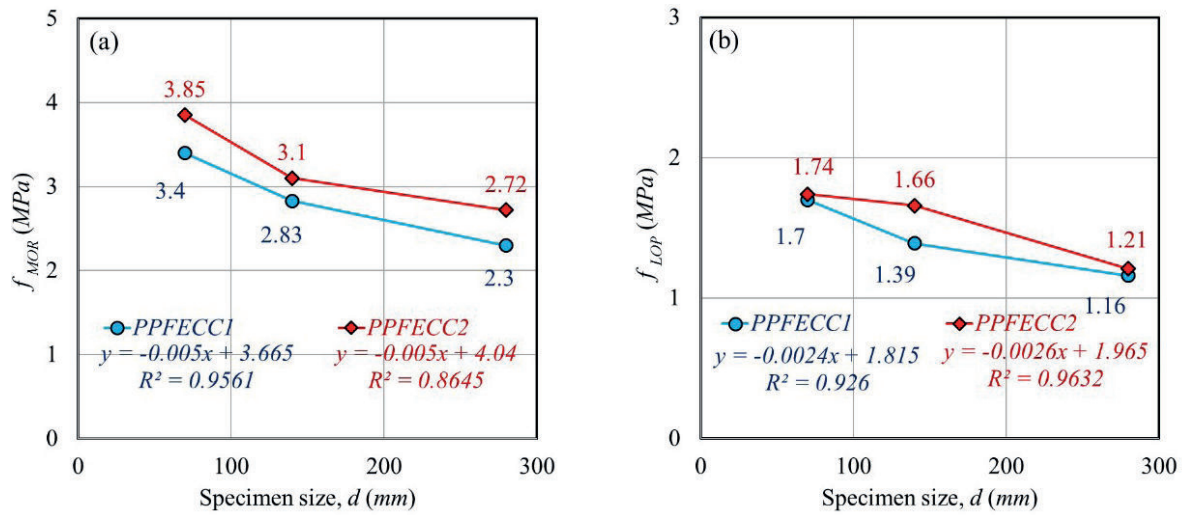 (a)
5
4
3
2
1
0
f MOR (MPa)
3.85
3.1
2.72
3.4
2.83
2.3
PPFECC1
y = -0.005x + 3.665
R² = 0.9561
PPFECC2
y = -0.005x + 4.04
R² = 0.8645
0 100 200 300
Specimen size, d (mm)
(b)
3
2
1
0
f LOP (MPa)
1.74
1.66
1.21
1.7
1.39
1.16
PPFECC1
y = -0.0024x + 1.815
R² = 0.926
PPFECC2
y = -0.0026x + 1.965
R² = 0.9632
0 100 200 300
Specimen size, d (mm)